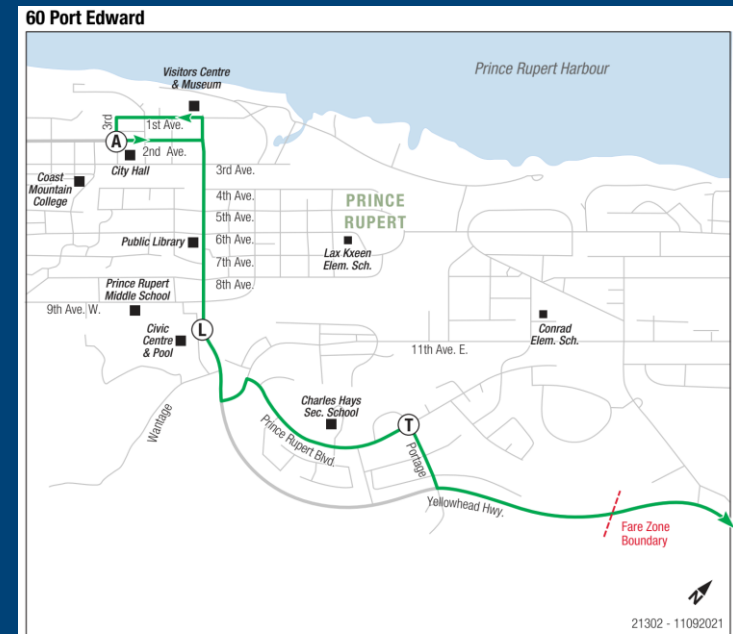 60 Port Edward
Visitors Centre
& Museum
Prince Rupert Harbour
3rd
1st Ave.
A
2nd Ave.
City Hall
3rd Ave.
Coast
Mountain
College
4th Ave.
PRINCE
RUPERT
5th Ave.
Public Library
6th Ave.
Lax Kxeen
Elem. Sch.
7th Ave.
Prince Rupert
Middle School
8th Ave.
9th Ave. W.
L
Civic
Centre
& Pool
Conrad
Elem. Sch.
11th Ave. E.
Charles Hays
Sec. School
Wantage
Prince Rupert Blvd.
T
Portage
Yellowhead Hwy.
Fare Zone
Boundary
N
21302 - 11092021